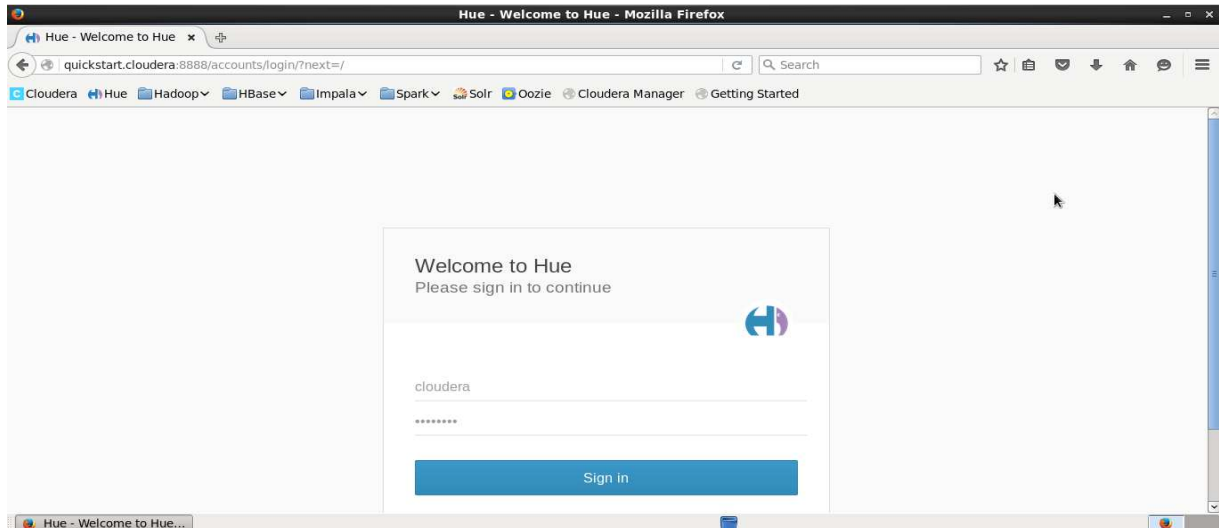 Hue - Welcome to Hue - Mozilla Firefox
Hue - Welcome to Hue
quickstart.cloudera:8888/accounts/login/?next=/
Search
Cloudera Hue Hadoop HBase Impala Spark Solr Oozie Cloudera Manager Getting Started
Welcome to Hue
Please sign in to continue
cloudera
••••••••
Sign in
Hue - Welcome to Hue...